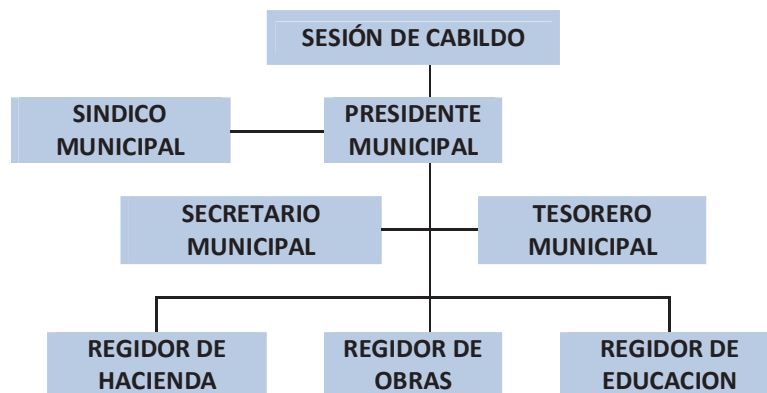 SESIÓN DE CABILDO
SINDICO
MUNICIPAL
PRESIDENTE
MUNICIPAL
SECRETARIO
MUNICIPAL
TESORERO
MUNICIPAL
REGIDOR DE
HACIENDA
REGIDOR DE
OBRAS
REGIDOR DE
EDUCACION